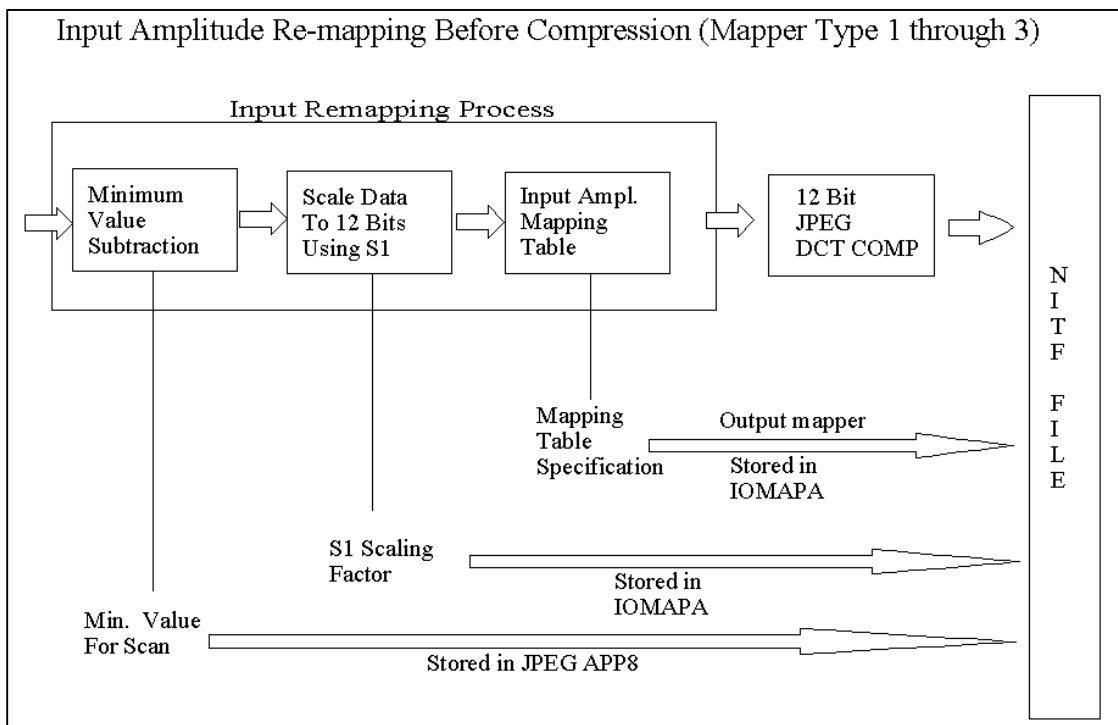 Input Amplitude Re-mapping Before Compression (Mapper Type 1 through 3)
Input Remapping Process
Minimum
Value
Subtraction
Scale Data
To 12 Bits
Using S1
Input Ampl.
Mapping
Table
12 Bit
JPEG
DCT COMP
N
I
T
F
F
I
L
E
Mapping
Table
Specification
Output mapper
Stored in
IOMAPA
S1 Scaling
Factor
Stored in
IOMAPA
Min. Value
For Scan
Stored in JPEG APP8